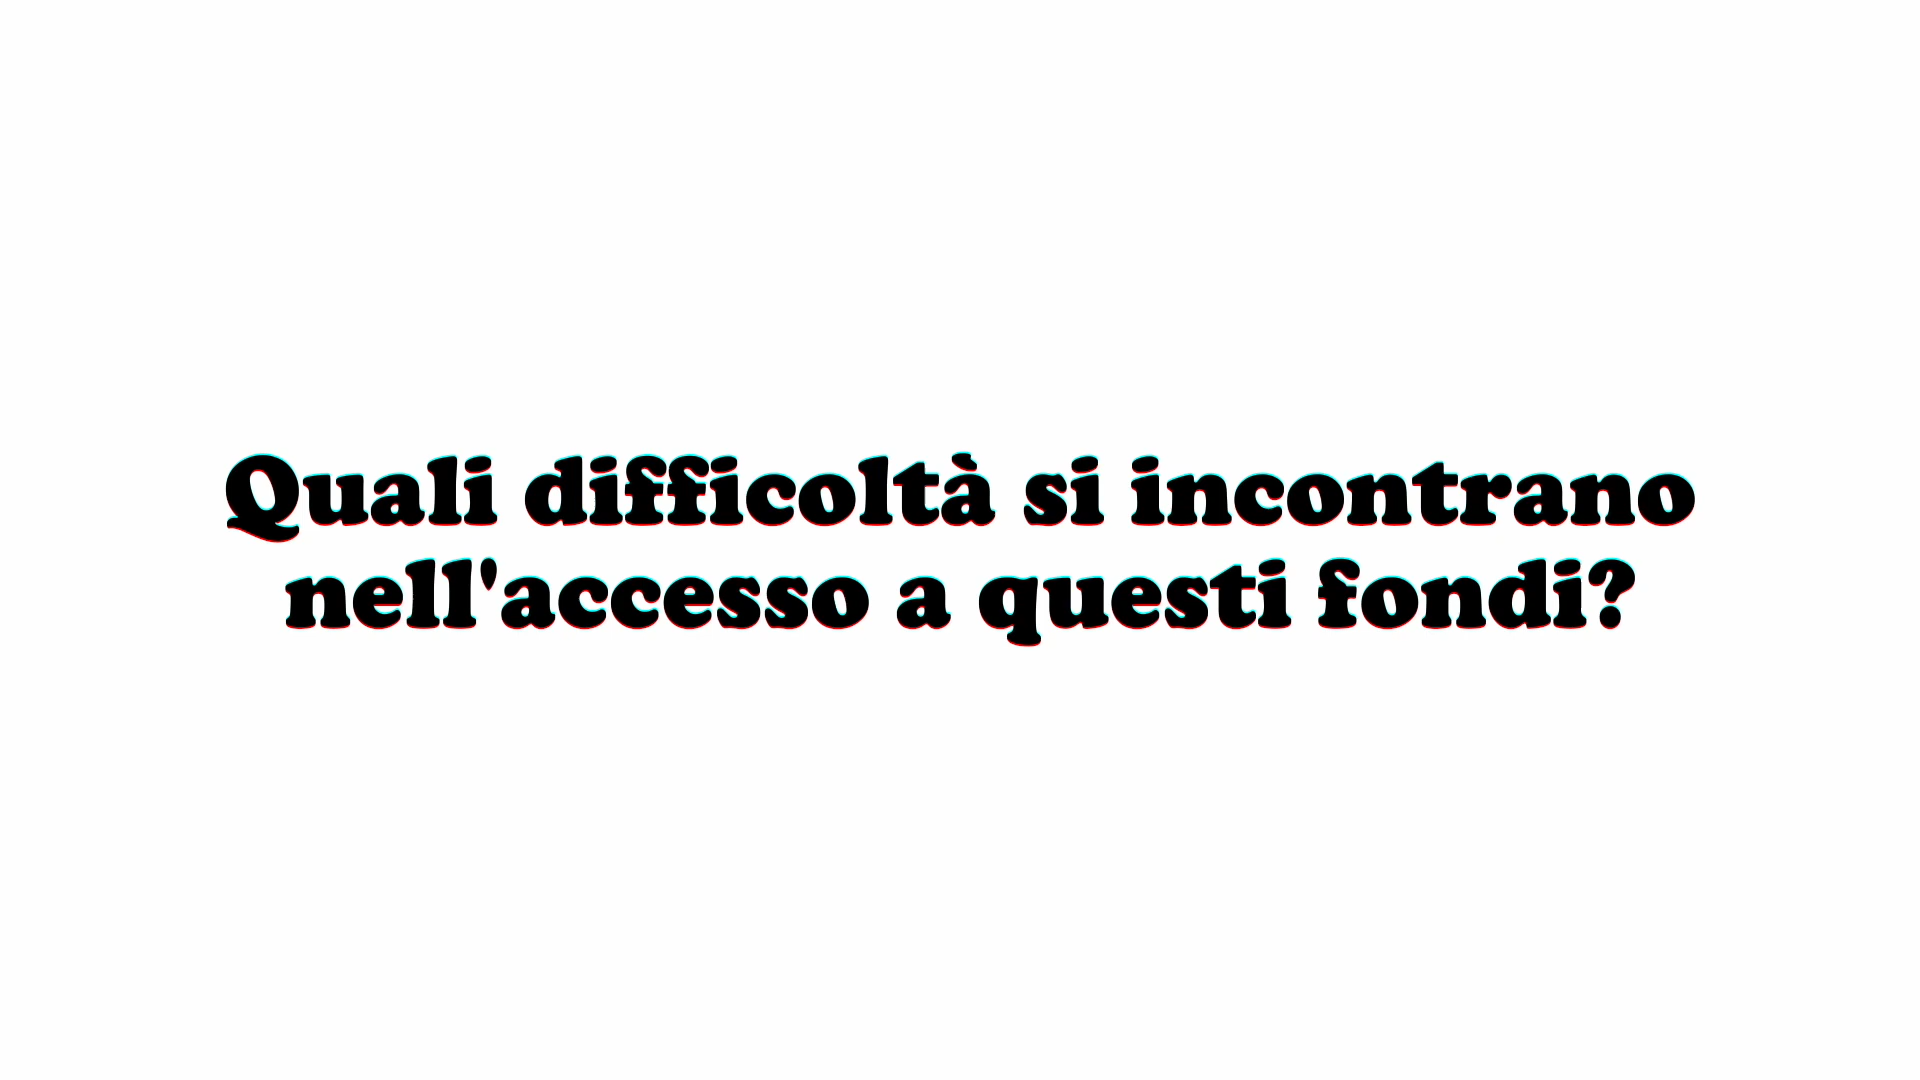 Quali difficoltà si incontrano
nell'accesso a questi fondi?